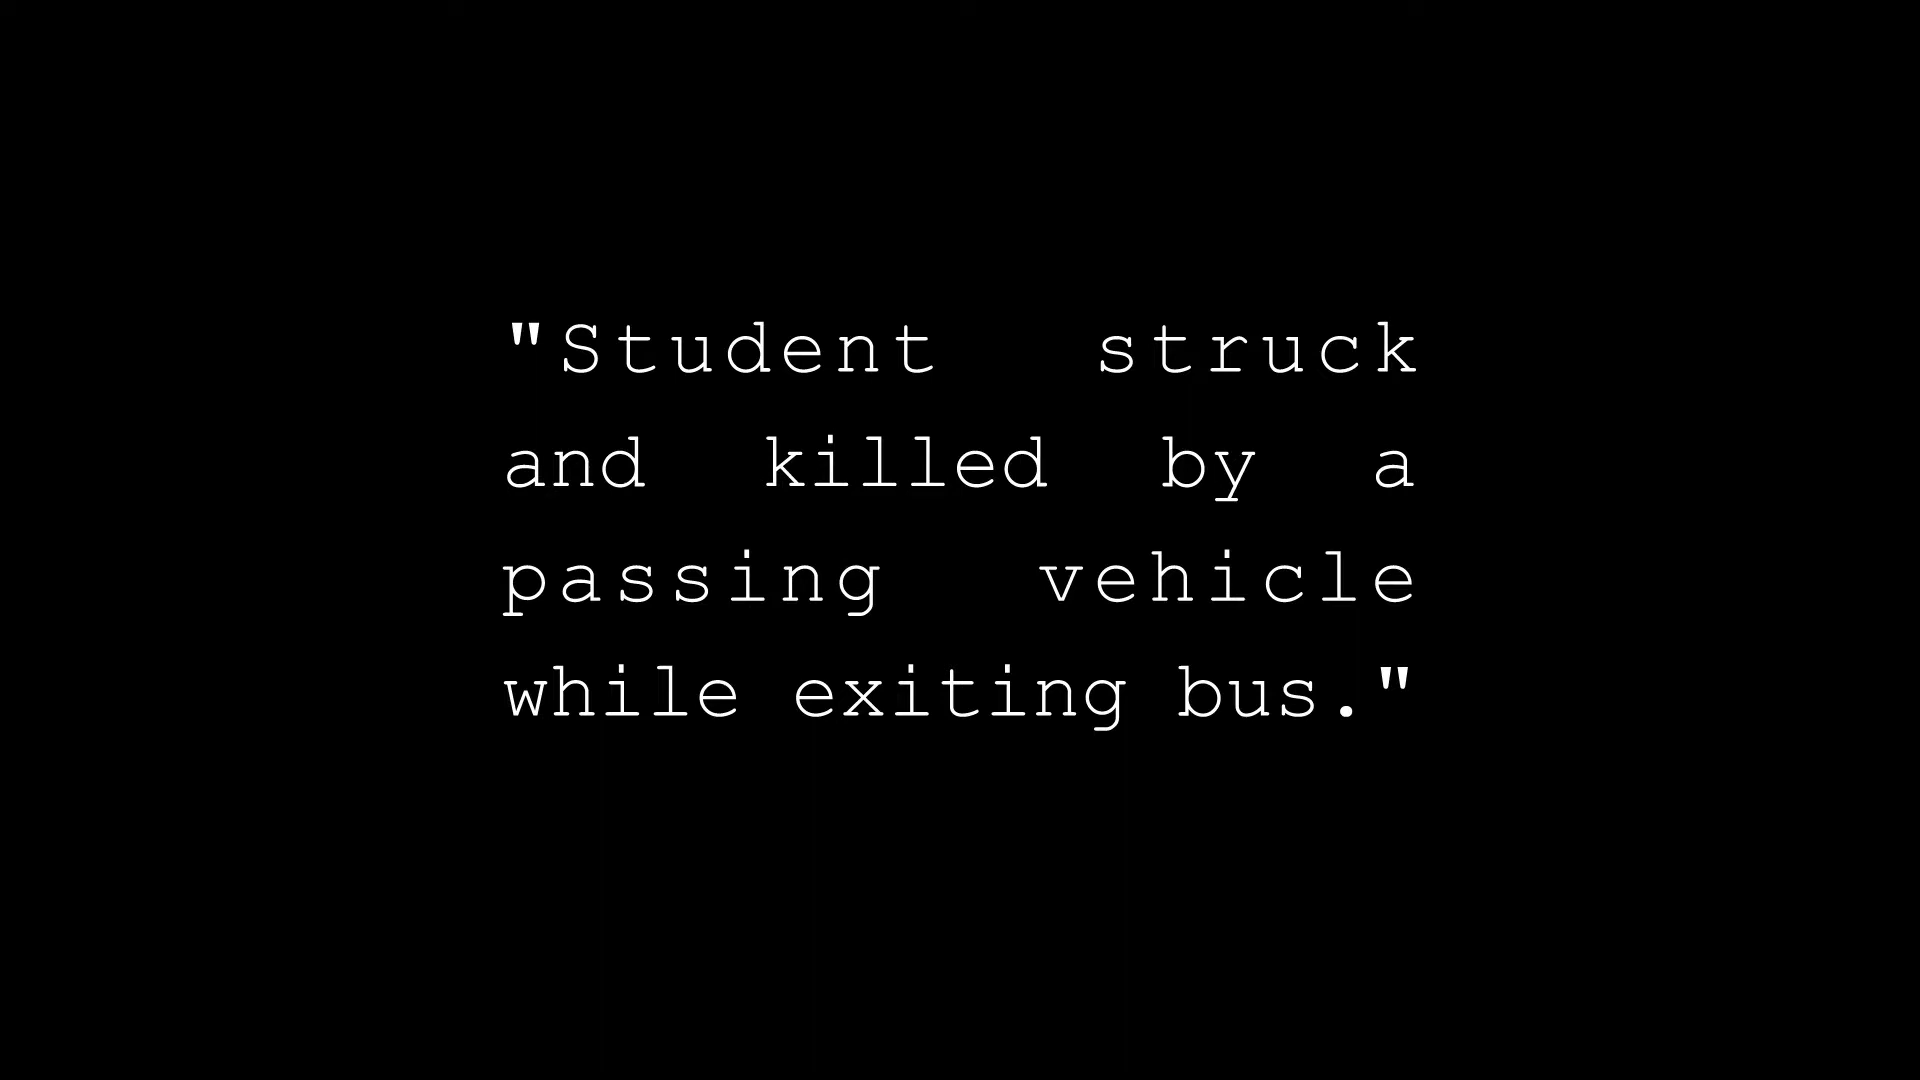 "Student struck
and killed by a
passing vehicle
while exiting bus."